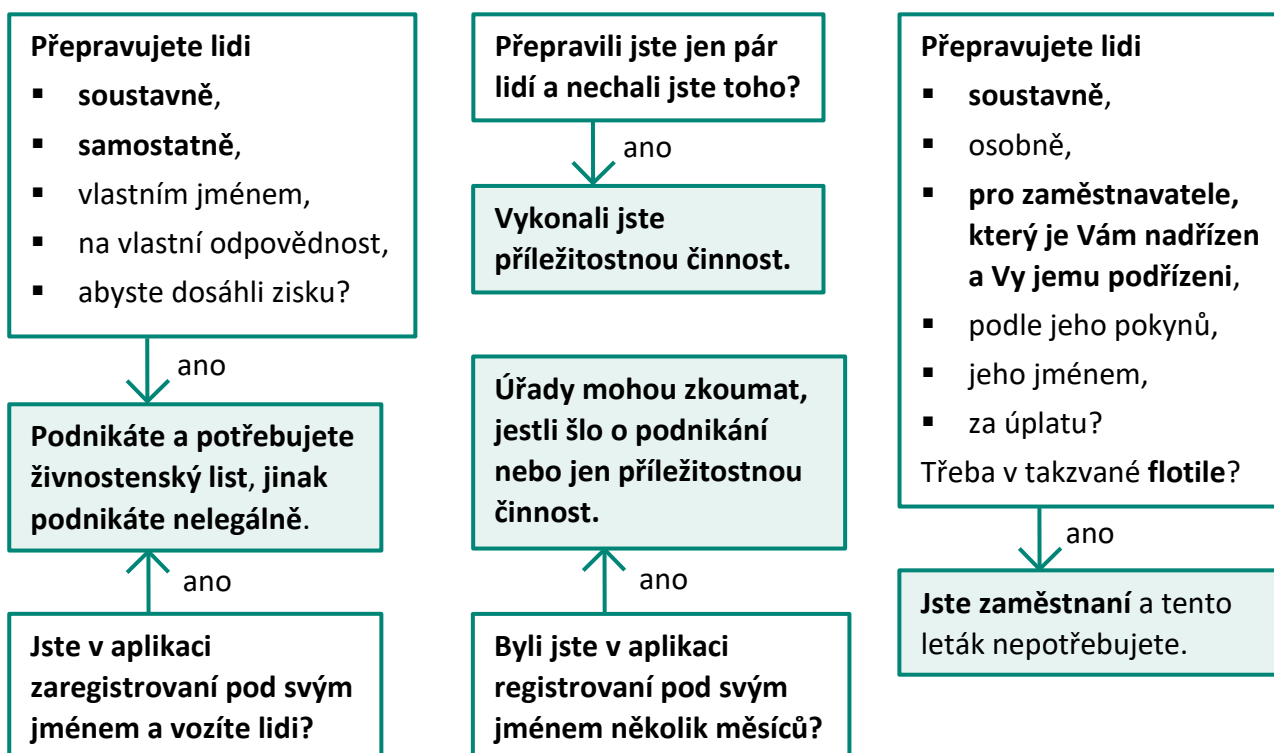 Přepravujete lidi
▪ soustavně,
▪ samostatně,
▪ vlastním jménem,
▪ na vlastní odpovědnost,
▪ abyste dosáhli zisku?
ano
Podnikáte a potřebujete
živnostenský list, jinak
podnikáte nelegálně.
ano
Jste v aplikaci
zaregistrovaní pod svým
jménem a vozíte lidi?
Přepravili jste jen pár
lidí a nechali jste toho?
ano
Vykonali jste
příležitostnou činnost.
Úřady mohou zkoumat,
jestli šlo o podnikání
nebo jen příležitostnou
činnost.
ano
Byli jste v aplikaci
registrovaní pod svým
jménem několik měsíců?
Přepravujete lidi
▪ soustavně,
▪ osobně,
▪ pro zaměstnavatele,
který je Vám nadřízen
a Vy jemu podřízeni,
▪ podle jeho pokynů,
▪ jeho jménem,
▪ za úplatu?
Třeba v takzvané flotile?
ano
Jste zaměstnaní a tento
leták nepotřebujete.